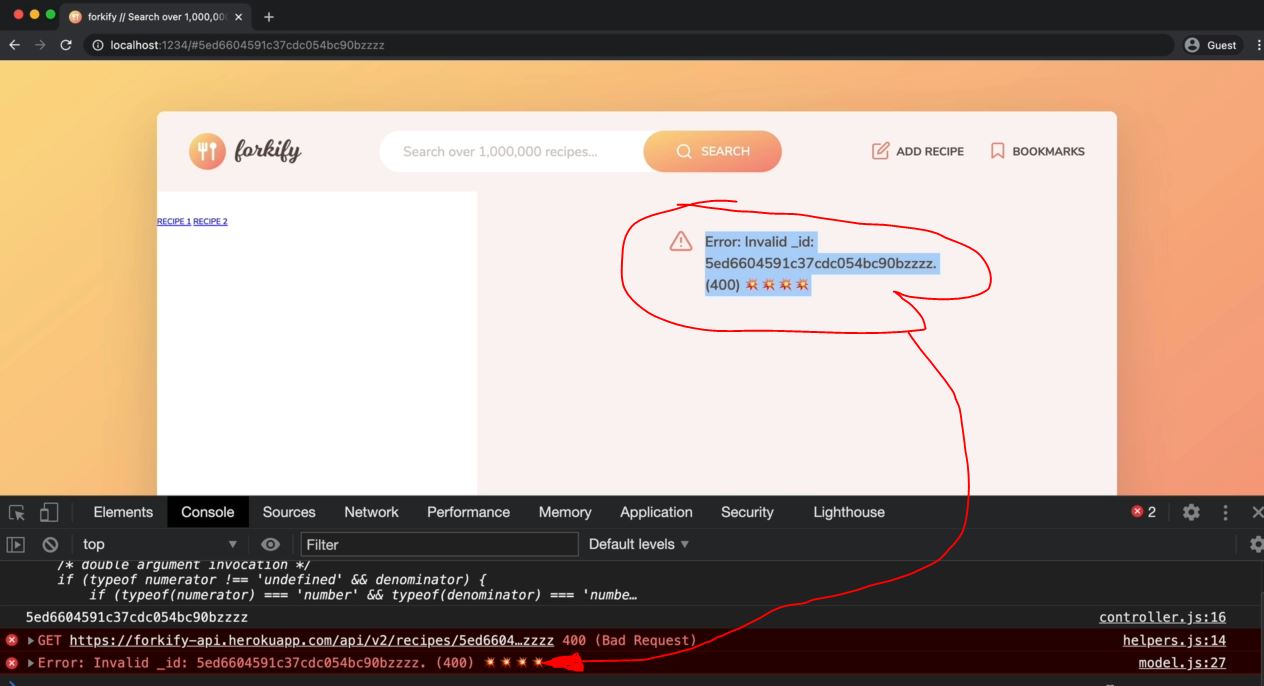 forkify // Search over 1,000,00
localhost:1234/#5ed6604591c37cdc054bc90bzzzz
Guest
forkify
Search over 1,000,000 recipes...
SEARCH
ADD RECIPE
BOOKMARKS
RECIPE 1 RECIPE 2
Error: Invalid _id:
5ed6604591c37cdc054bc90bzzzz.
(400) 💥💥💥💥
Elements Console Sources Network Performance Memory Application Security Lighthouse 2
top Filter Default levels
/* double argument invocation */
if (typeof numerator !== 'undefined' && denominator) {
if (typeof(numerator) === 'number' && typeof(denominator) === 'numbe…
5ed6604591c37cdc054bc90bzzzz controller.js:16
GET https://forkify-api.herokuapp.com/api/v2/recipes/5ed6604…zzzz 400 (Bad Request) helpers.js:14
Error: Invalid _id: 5ed6604591c37cdc054bc90bzzzz. (400) 💥💥💥💥 model.js:27